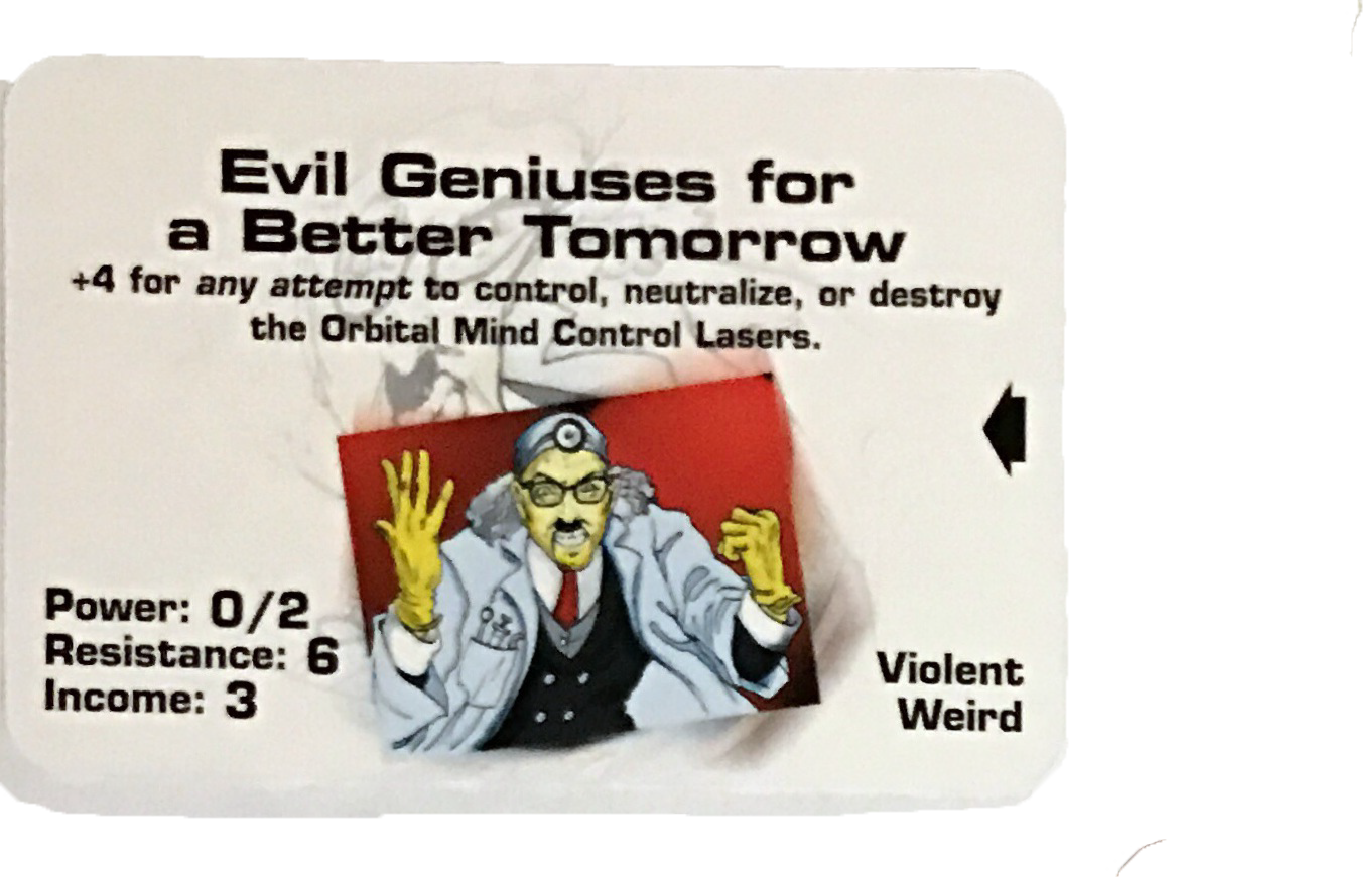 Evil Geniuses for
a Better Tomorrow
+4 for any attempt to control, neutralize, or destroy
the Orbital Mind Control Lasers.
Power: 0/2
Resistance: 6
Income: 3
Violent
Weird